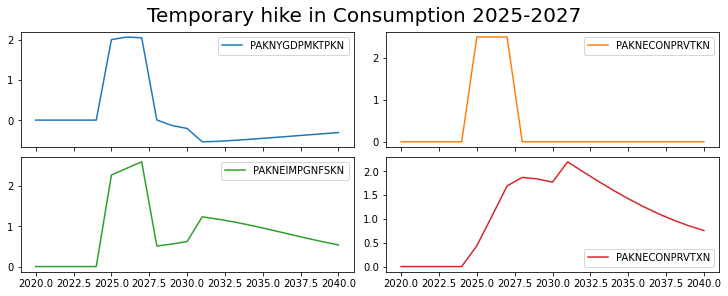 Temporary hike in Consumption 2025-2027
2
1
0
PAKNYGDPMKTPKN
2
1
0
PAKNECONPRVTKN
2
1
0
PAKNEIMPGNFSKN
2020.0 2022.5 2025.0 2027.5 2030.0 2032.5 2035.0 2037.5 2040.0
2.0
1.5
1.0
0.5
0.0
PAKNECONPRVTXN
2020.0 2022.5 2025.0 2027.5 2030.0 2032.5 2035.0 2037.5 2040.0